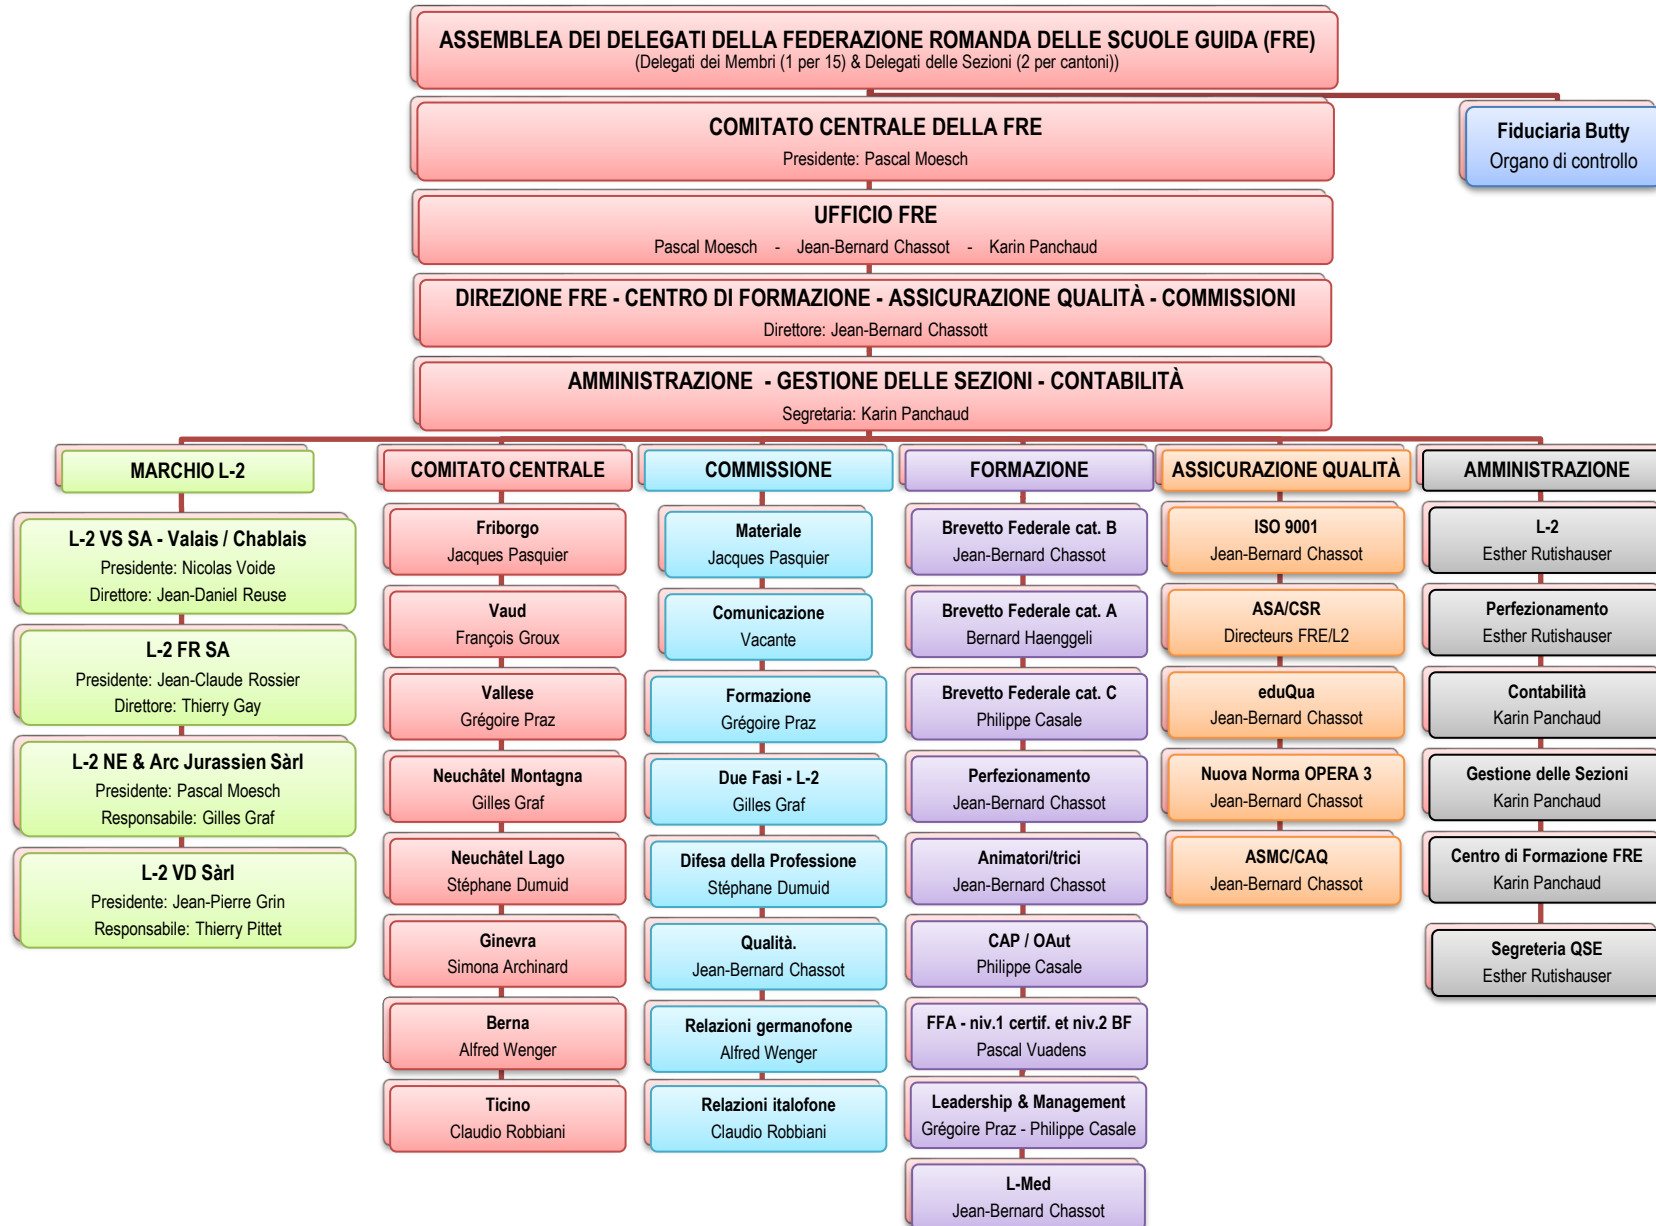 ASSEMBLEA DEI DELEGATI DELLA FEDERAZIONE ROMANDA DELLE SCUOLE GUIDA (FRE)
(Delegati dei Membri (1 per 15) & Delegati delle Sezioni (2 per cantoni))
Fiduciaria Butty
Organo di controllo
COMITATO CENTRALE DELLA FRE
Presidente: Pascal Moesch
UFFICIO FRE
Pascal Moesch - Jean-Bernard Chassot - Karin Panchaud
DIREZIONE FRE - CENTRO DI FORMAZIONE - ASSICURAZIONE QUALITÀ - COMMISSIONI
Direttore: Jean-Bernard Chassott
AMMINISTRAZIONE - GESTIONE DELLE SEZIONI - CONTABILITÀ
Segretaria: Karin Panchaud
MARCHIO L-2
L-2 VS SA - Valais / Chablais
Presidente: Nicolas Voide
Direttore: Jean-Daniel Reuse
L-2 FR SA
Presidente: Jean-Claude Rossier
Direttore: Thierry Gay
L-2 NE & Arc Jurassien Sàrl
Presidente: Pascal Moesch
Responsabile: Gilles Graf
L-2 VD Sàrl
Presidente: Jean-Pierre Grin
Responsabile: Thierry Pittet
COMITATO CENTRALE
Friborgo
Jacques Pasquier
Vaud
François Groux
Vallese
Grégoire Praz
Neuchâtel Montagna
Gilles Graf
Neuchâtel Lago
Stéphane Dumuid
Ginevra
Simona Archinard
Berna
Alfred Wenger
Ticino
Claudio Robbiani
COMMISSIONE
Materiale
Jacques Pasquier
Comunicazione
Vacante
Formazione
Grégoire Praz
Due Fasi - L-2
Gilles Graf
Difesa della Professione
Stéphane Dumuid
Qualità.
Jean-Bernard Chassot
Relazioni germanofone
Alfred Wenger
Relazioni italofone
Claudio Robbiani
FORMAZIONE
Brevetto Federale cat. B
Jean-Bernard Chassot
Brevetto Federale cat. A
Bernard Haenggeli
Brevetto Federale cat. C
Philippe Casale
Perfezionamento
Jean-Bernard Chassot
Animatori/trici
Jean-Bernard Chassot
CAP / OAut
Philippe Casale
FFA - niv.1 certif. et niv.2 BF
Pascal Vuadens
Leadership & Management
Grégoire Praz - Philippe Casale
L-Med
Jean-Bernard Chassot
ASSICURAZIONE QUALITÀ
ISO 9001
Jean-Bernard Chassot
ASA/CSR
Directeurs FRE/L2
eduQua
Jean-Bernard Chassot
Nuova Norma OPERA 3
Jean-Bernard Chassot
ASMC/CAQ
Jean-Bernard Chassot
AMMINISTRAZIONE
L-2
Esther Rutishauser
Perfezionamento
Esther Rutishauser
Contabilità
Karin Panchaud
Gestione delle Sezioni
Karin Panchaud
Centro di Formazione FRE
Karin Panchaud
Segreteria QSE
Esther Rutishauser